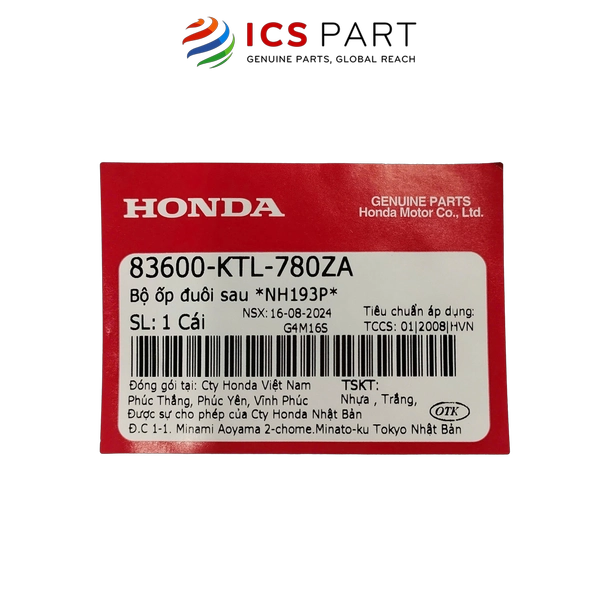 ICS PART
GENUINE PARTS, GLOBAL REACH
HONDA
GENUINE PARTS
Honda Motor Co., Ltd.
83600-KTL-780ZA
Bộ ốp đuôi sau *NH193P*
SL: 1 Cái
NSX: 16-08-2024
G4M16S
Tiêu chuẩn áp dụng:
TCCS: 01|2008|HVN
Đóng gói tại: Cty Honda Việt Nam
Phúc Thắng, Phúc Yên, Vĩnh Phúc
TSKT:
Nhựa , Trắng,
Được sự cho phép của Cty Honda Nhật Bản
Đ.C 1-1. Minami Aoyama 2-chome.Minato-ku Tokyo Nhật Bản
OTK